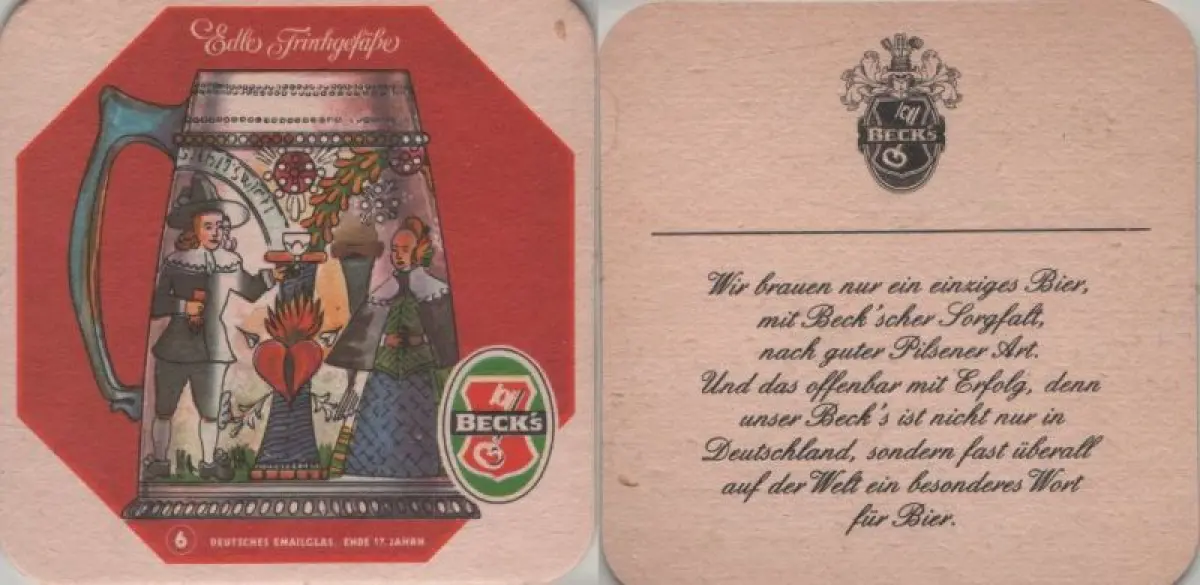 Edle Trinkgefäße
BECK's
6 DEUTSCHES EMAILGLAS, ENDE 17. JAHRH
BECK's
Wir brauen nur ein einziges Bier,
mit Beck'scher Sorgfalt,
nach guter Pilsener Art.
Und das offenbar mit Erfolg, denn
unser Beck's ist nicht nur in
Deutschland, sondern fast überall
auf der Welt ein besonderes Wort
für Bier.